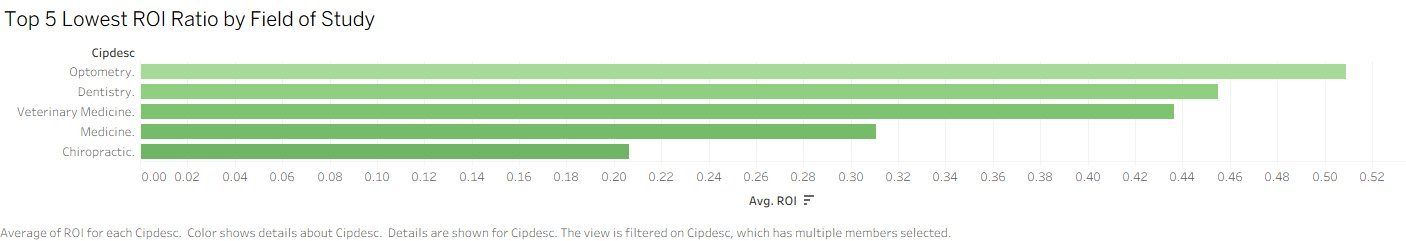 Top 5 Lowest ROI Ratio by Field of Study
Cipdesc
Optometry.
Dentistry.
Veterinary Medicine.
Medicine.
Chiropractic.
0.00 0.02 0.04 0.06 0.08 0.10 0.12 0.14 0.16 0.18 0.20 0.22 0.24 0.26 0.28 0.30 0.32 0.34 0.36 0.38 0.40 0.42 0.44 0.46 0.48 0.50 0.52
Avg. ROI
Average of ROI for each Cipdesc. Color shows details about Cipdesc. Details are shown for Cipdesc. The view is filtered on Cipdesc, which has multiple members selected.